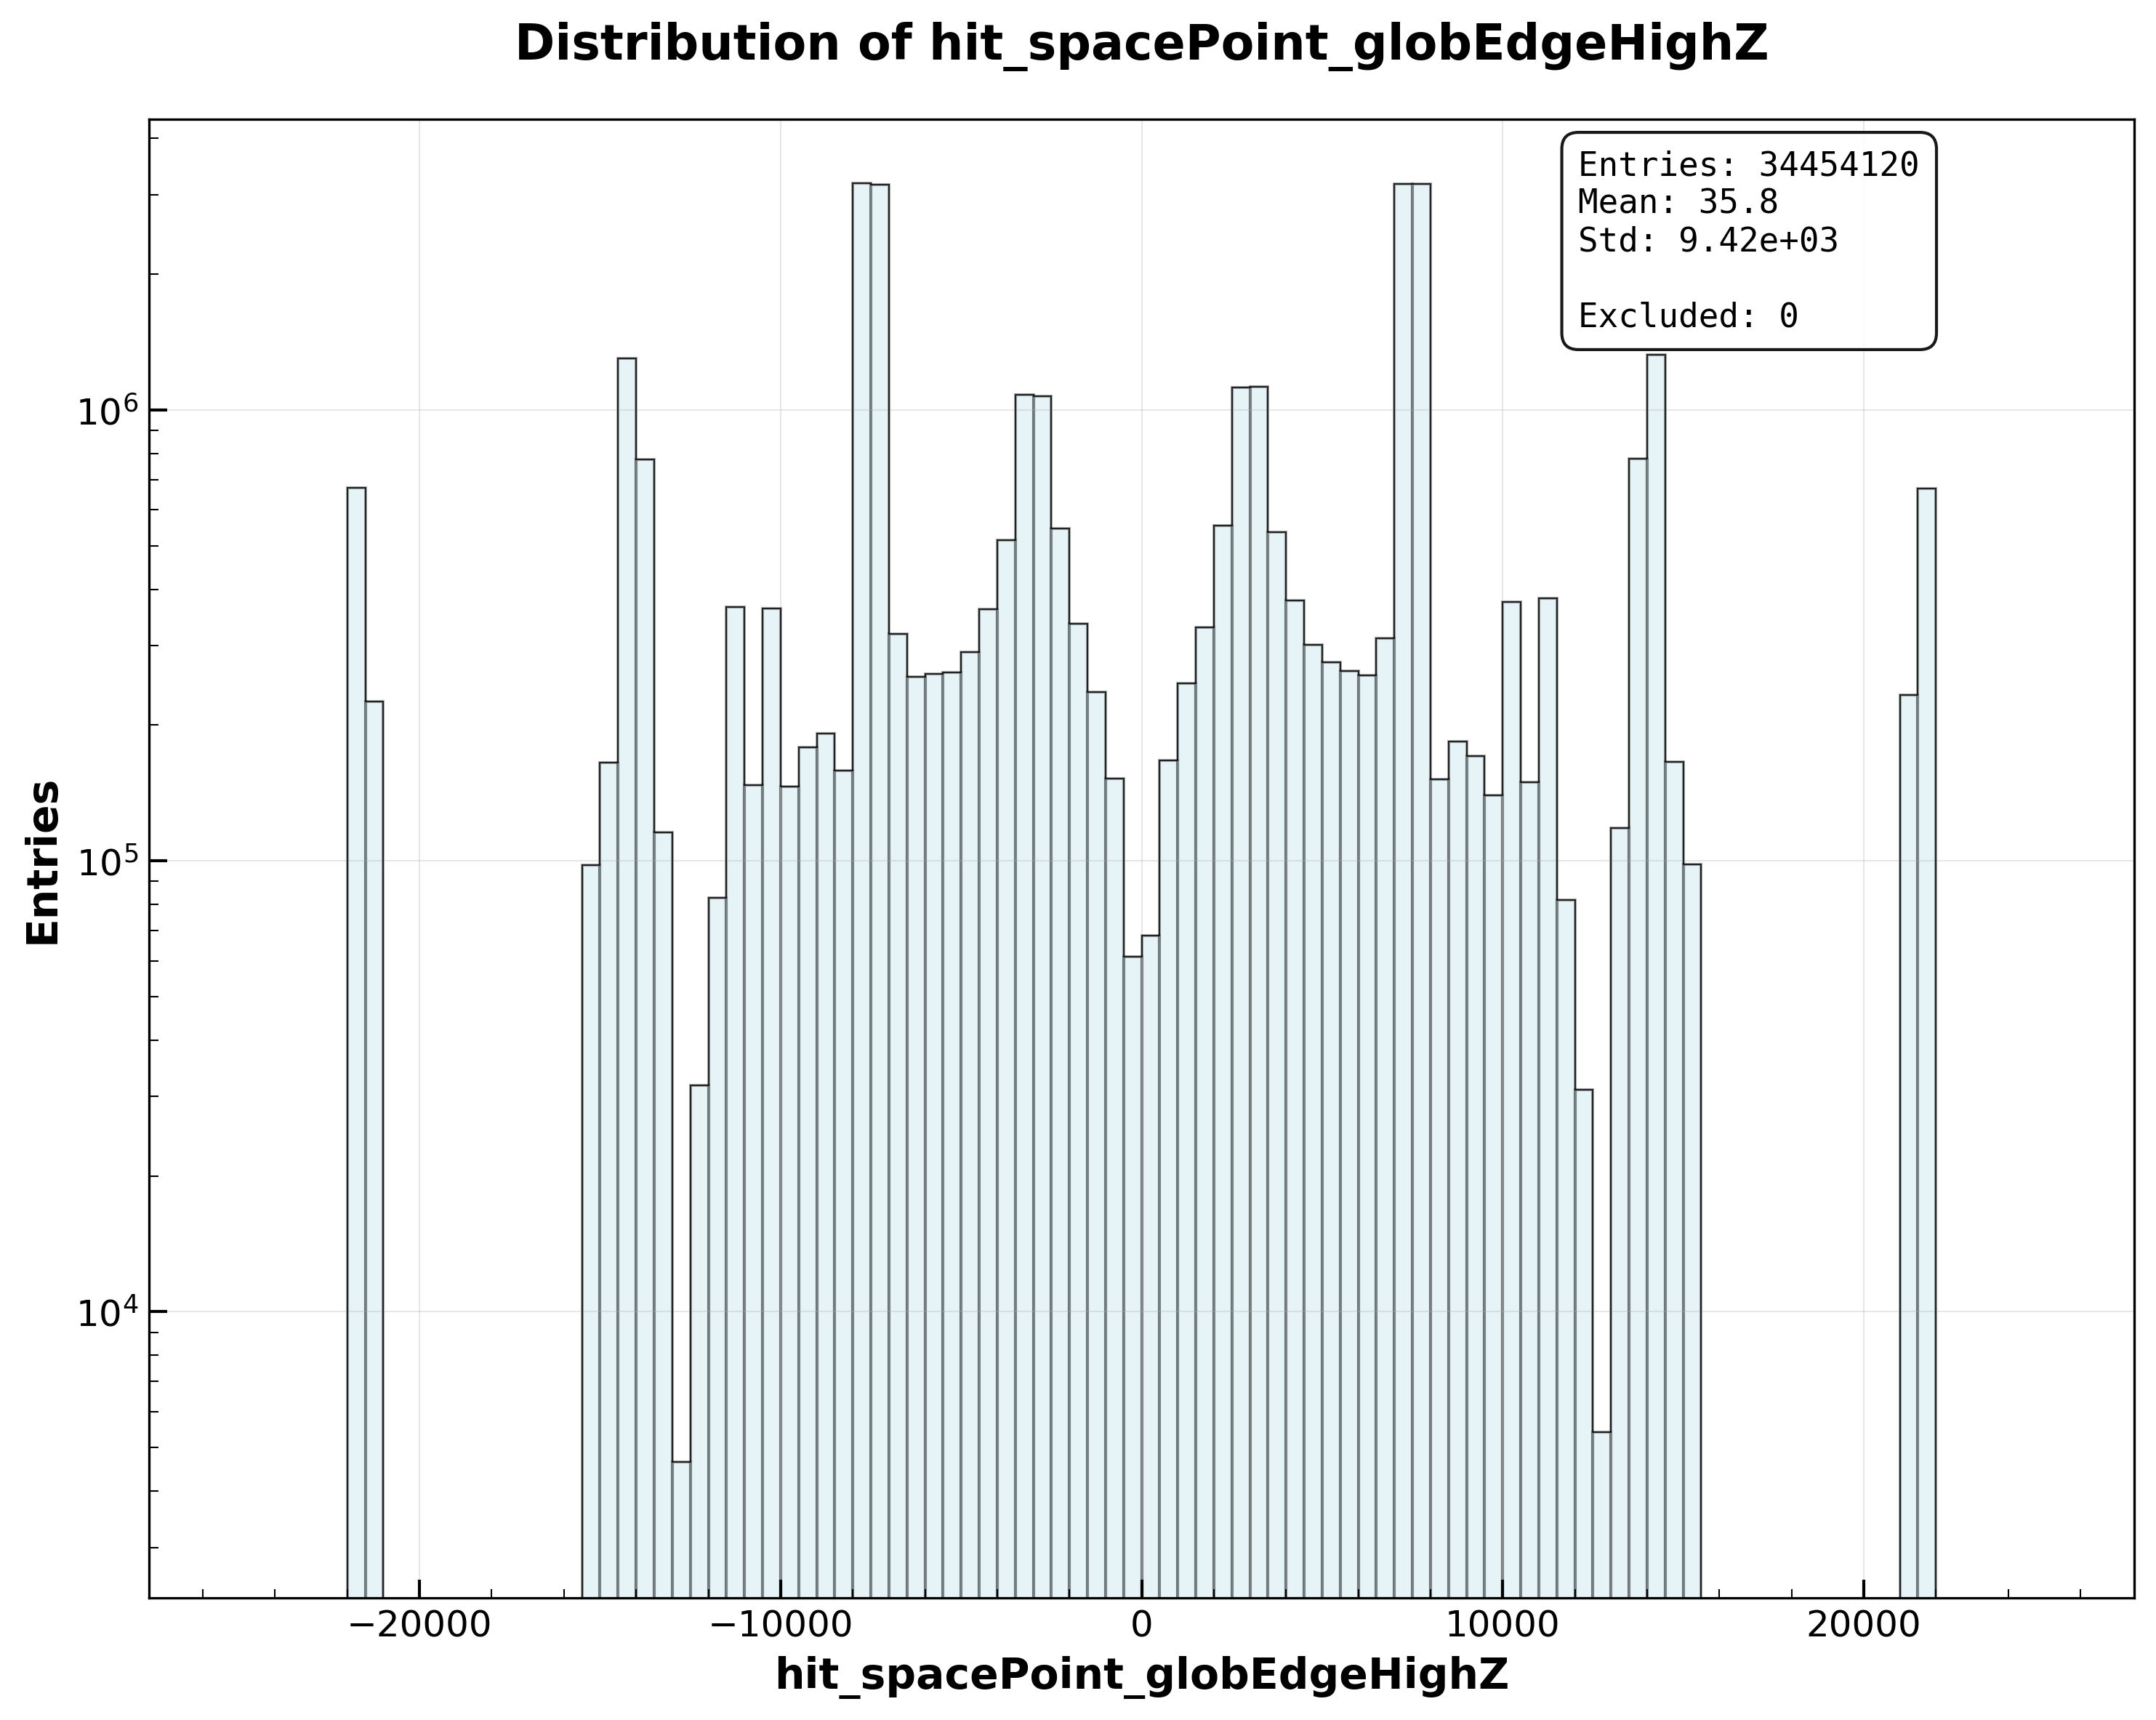 Distribution of hit_spacePoint_globEdgeHighZ
Entries: 34454120
Mean: 35.8
Std: 9.42e+03
Excluded: 0
10^6
10^5
10^4
Entries
−20000 −10000 0 10000 20000
hit_spacePoint_globEdgeHighZ